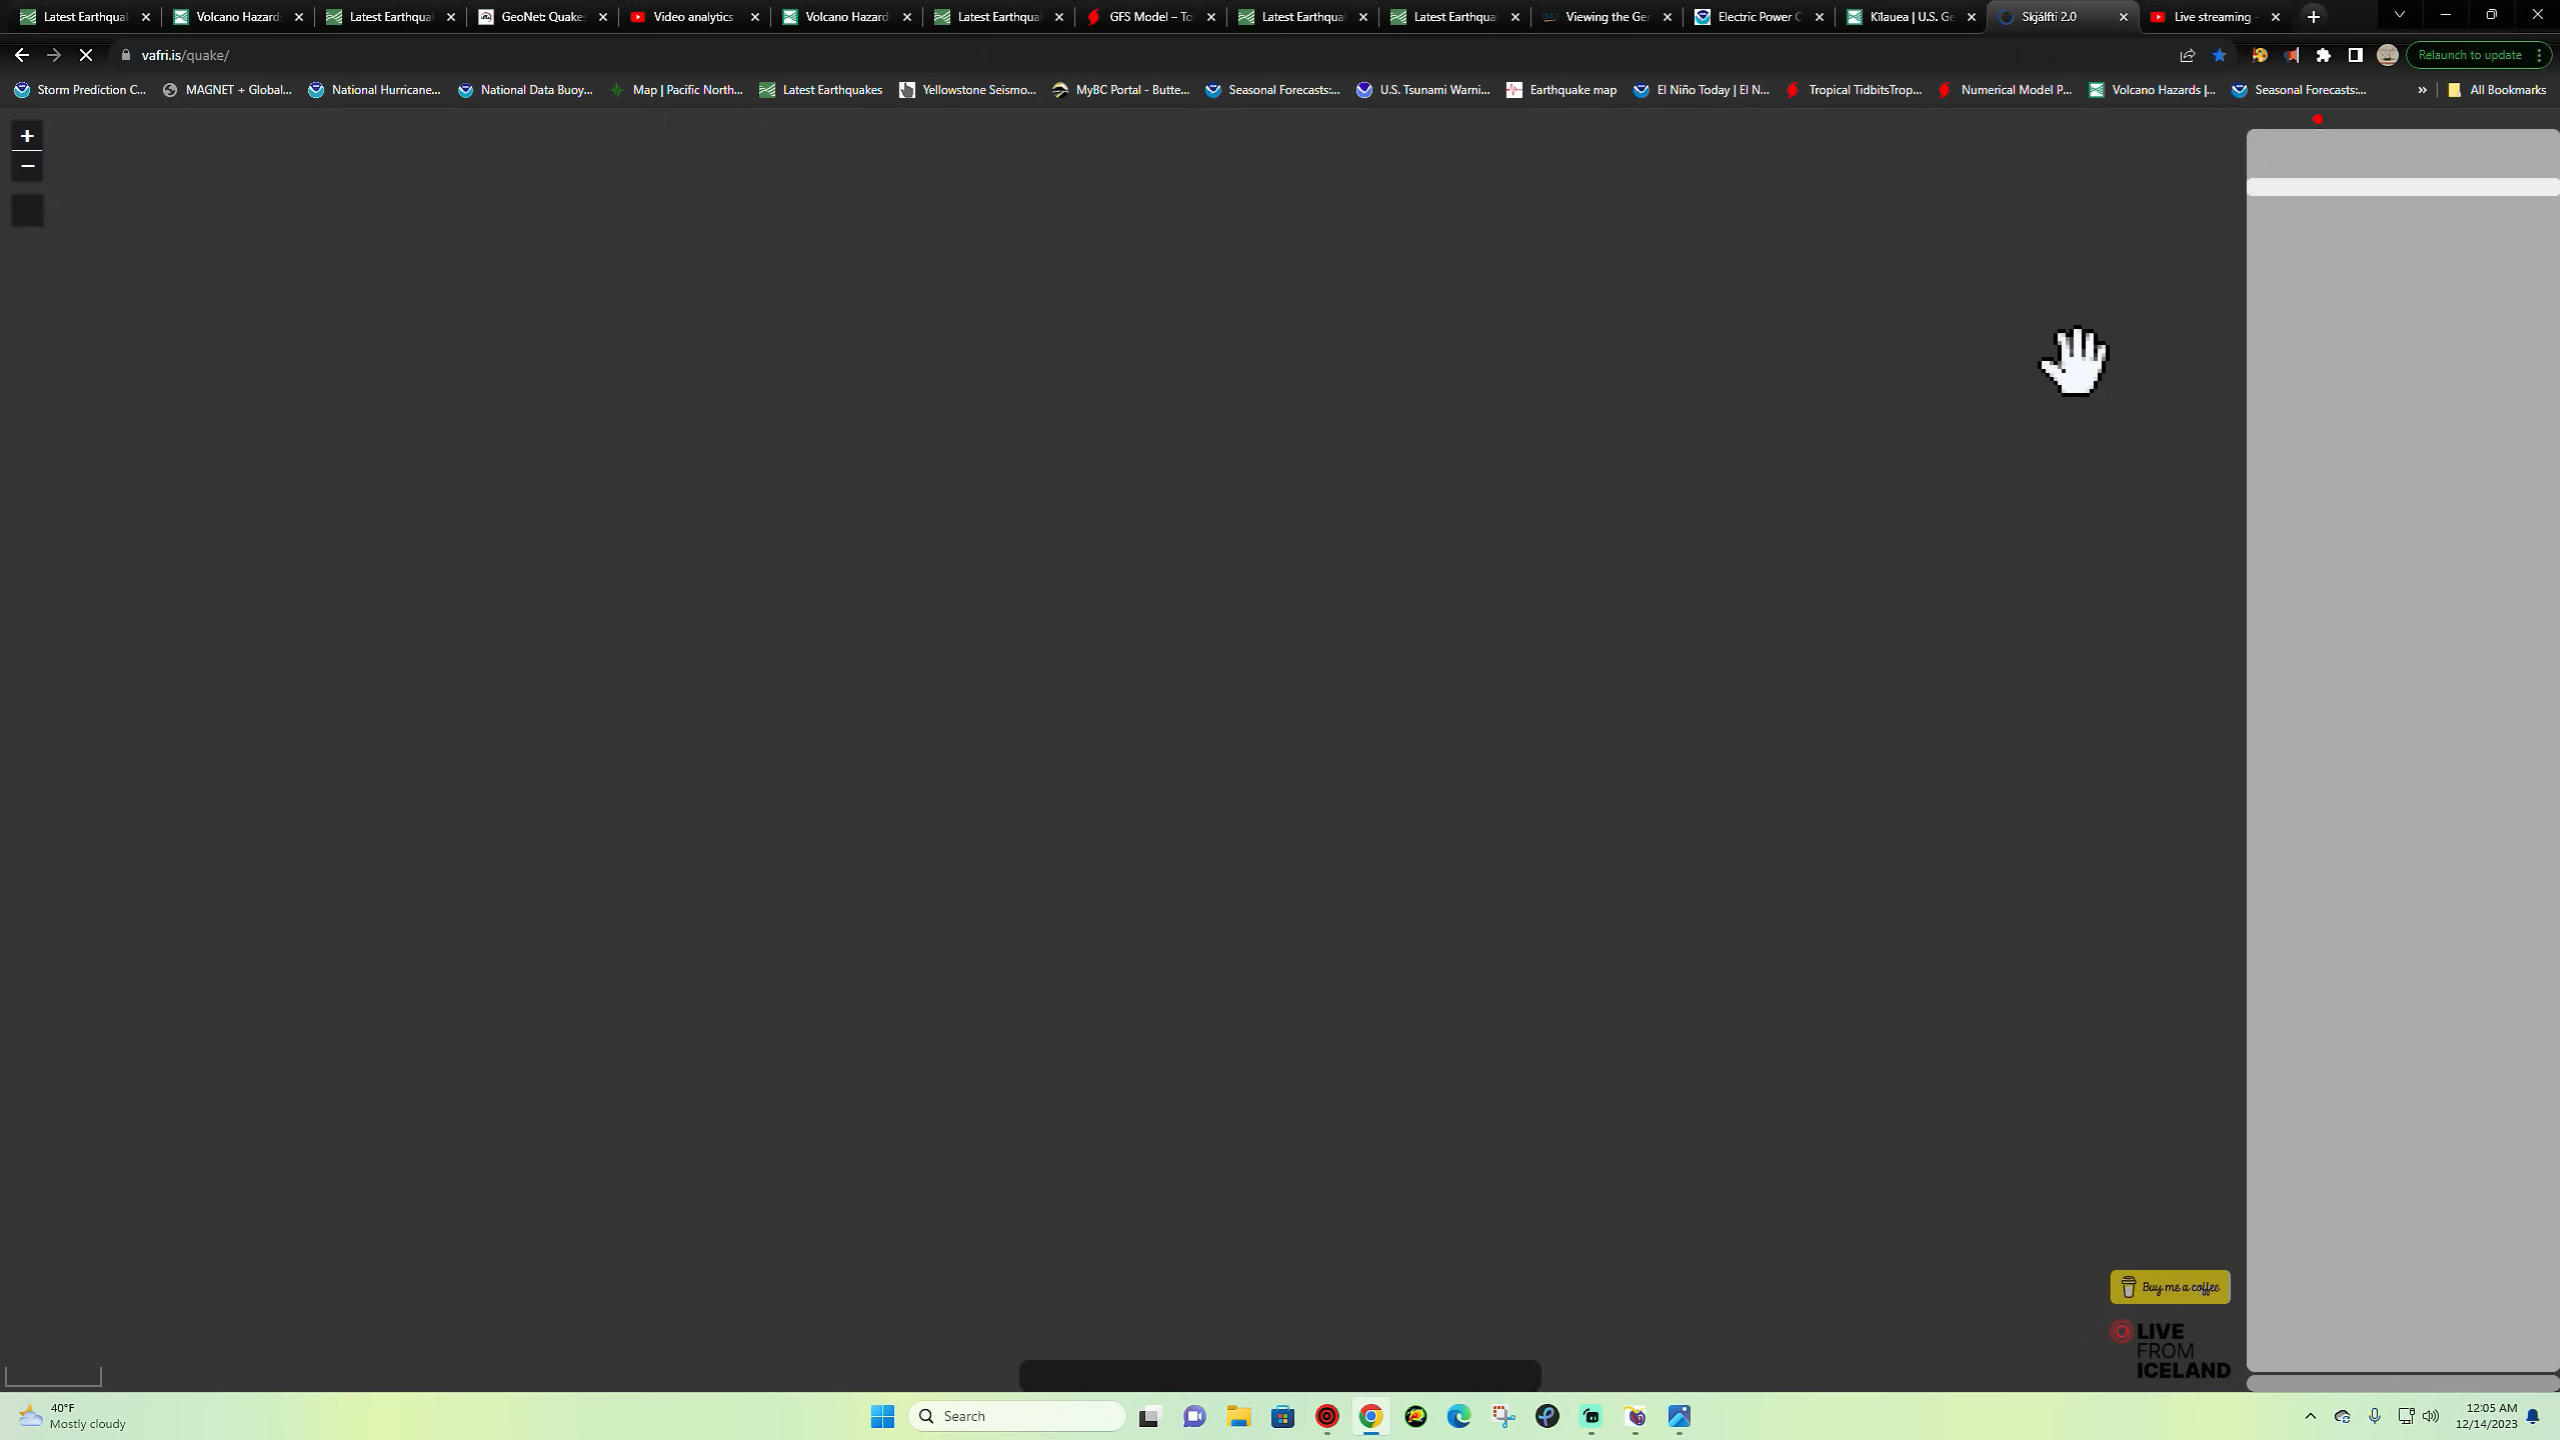 Latest Earthqua
Volcano Hazard
Latest Earthqua
GeoNet: Quake
Video analytics
Volcano Hazard
Latest Earthqua
GFS Model – To
Latest Earthqua
Latest Earthqua
Viewing the Ge
Electric Power C
Kīlauea | U.S. Ge
Skjálfti 2.0
Live streaming -
vafri.is/quake/
Relaunch to update
Storm Prediction C...
MAGNET + Global...
National Hurricane...
National Data Buoy...
Map | Pacific North...
Latest Earthquakes
Yellowstone Seismo...
MyBC Portal - Butte...
Seasonal Forecasts:...
U.S. Tsunami Warni...
Earthquake map
El Niño Today | El N...
Tropical TidbitsTrop...
Numerical Model P...
Volcano Hazards |...
Seasonal Forecasts:...
»
All Bookmarks
+
−
Buy me a coffee
LIVE
FROM
ICELAND
40°F
Mostly cloudy
Search
12:05 AM
12/14/2023